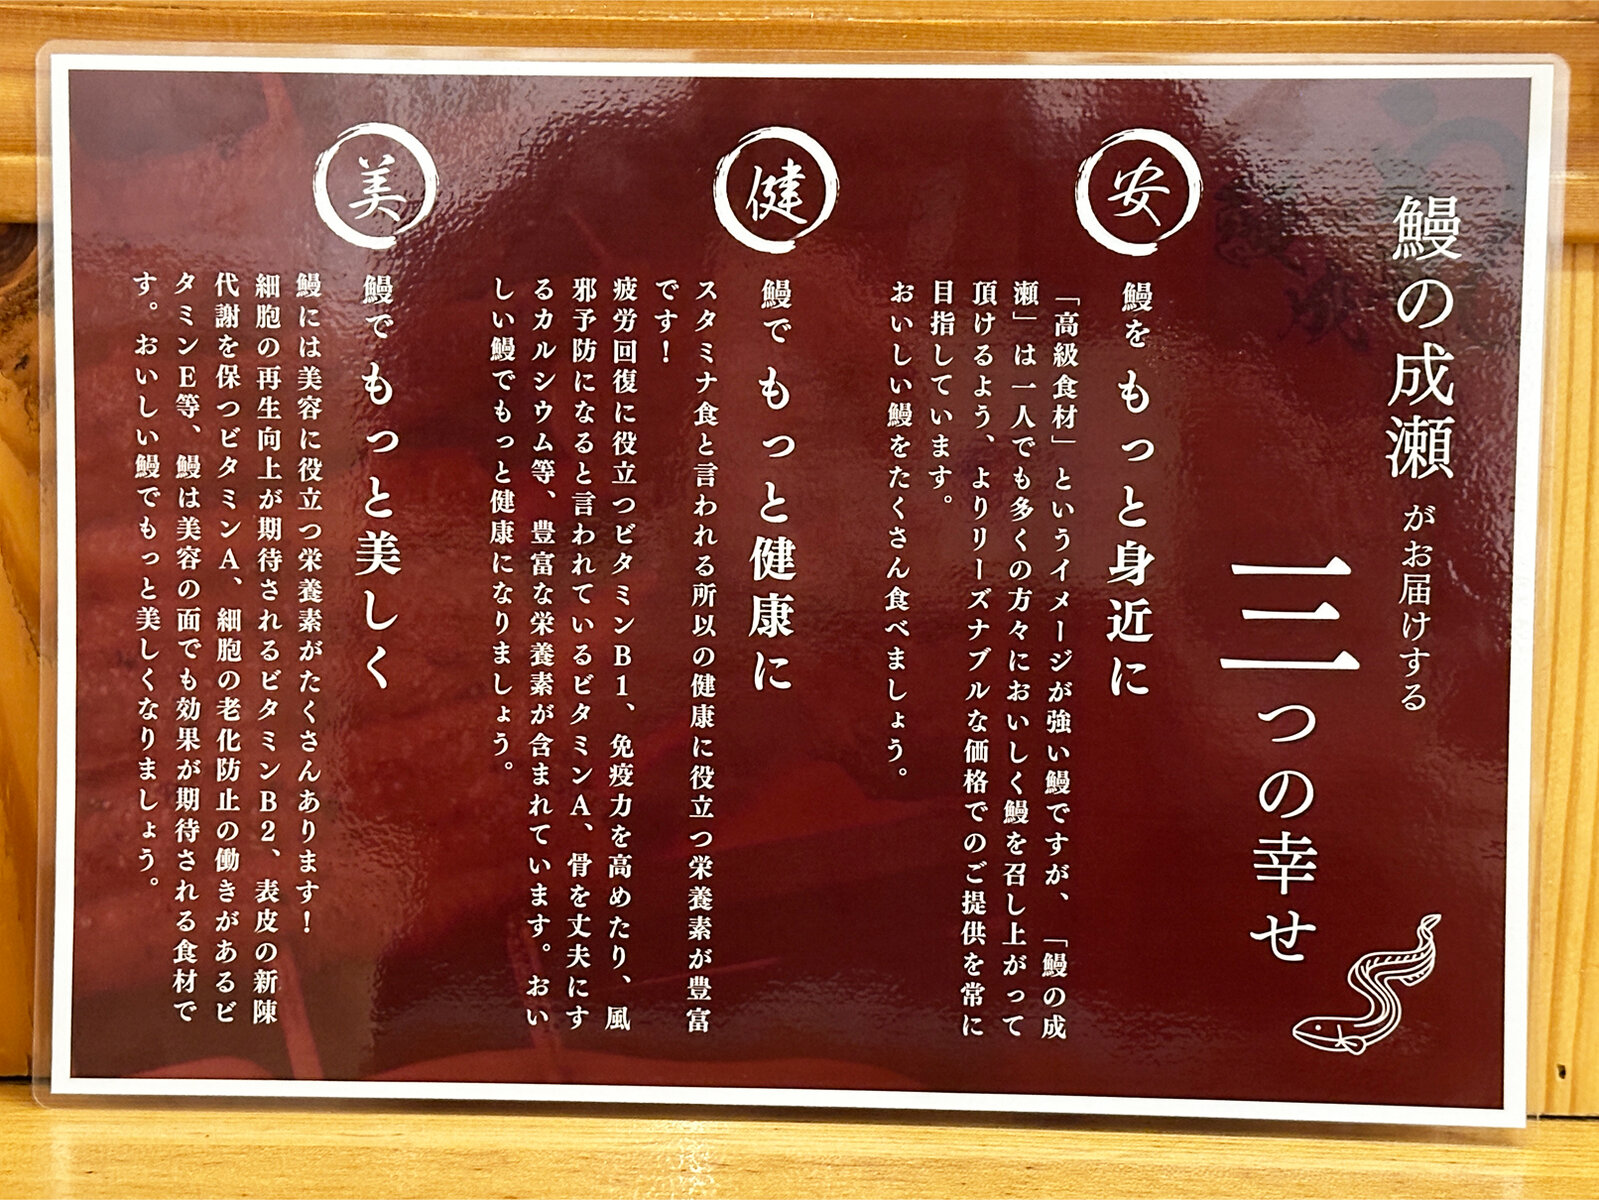 鰻の成瀬がお届けする
三つの幸せ
安
鰻をもっと身近に
「高級食材」というイメージが強い鰻ですが、「鰻の成
瀬」は一人でも多くの方々においしく鰻を召し上がって
頂けるよう、よりリーズナブルな価格でのご提供を常に
目指しています。
おいしい鰻をたくさん食べましょう。
健
鰻でもっと健康に
スタミナ食と言われる所以の健康に役立つ栄養素が豊富
です！
疲労回復に役立つビタミンB1、免疫力を高めたり、風
邪予防になると言われているビタミンA、骨を丈夫にす
るカルシウム等、豊富な栄養素が含まれています。おい
しい鰻でもっと健康になりましょう。
美
鰻でもっと美しく
鰻には美容に役立つ栄養素がたくさんあります！
細胞の再生向上が期待されるビタミンB2、表皮の新陳
代謝を保つビタミンA、細胞の老化防止の働きがあるビ
タミンE等、鰻は美容の面でも効果が期待される食材で
す。おいしい鰻でもっと美しくなりましょう。